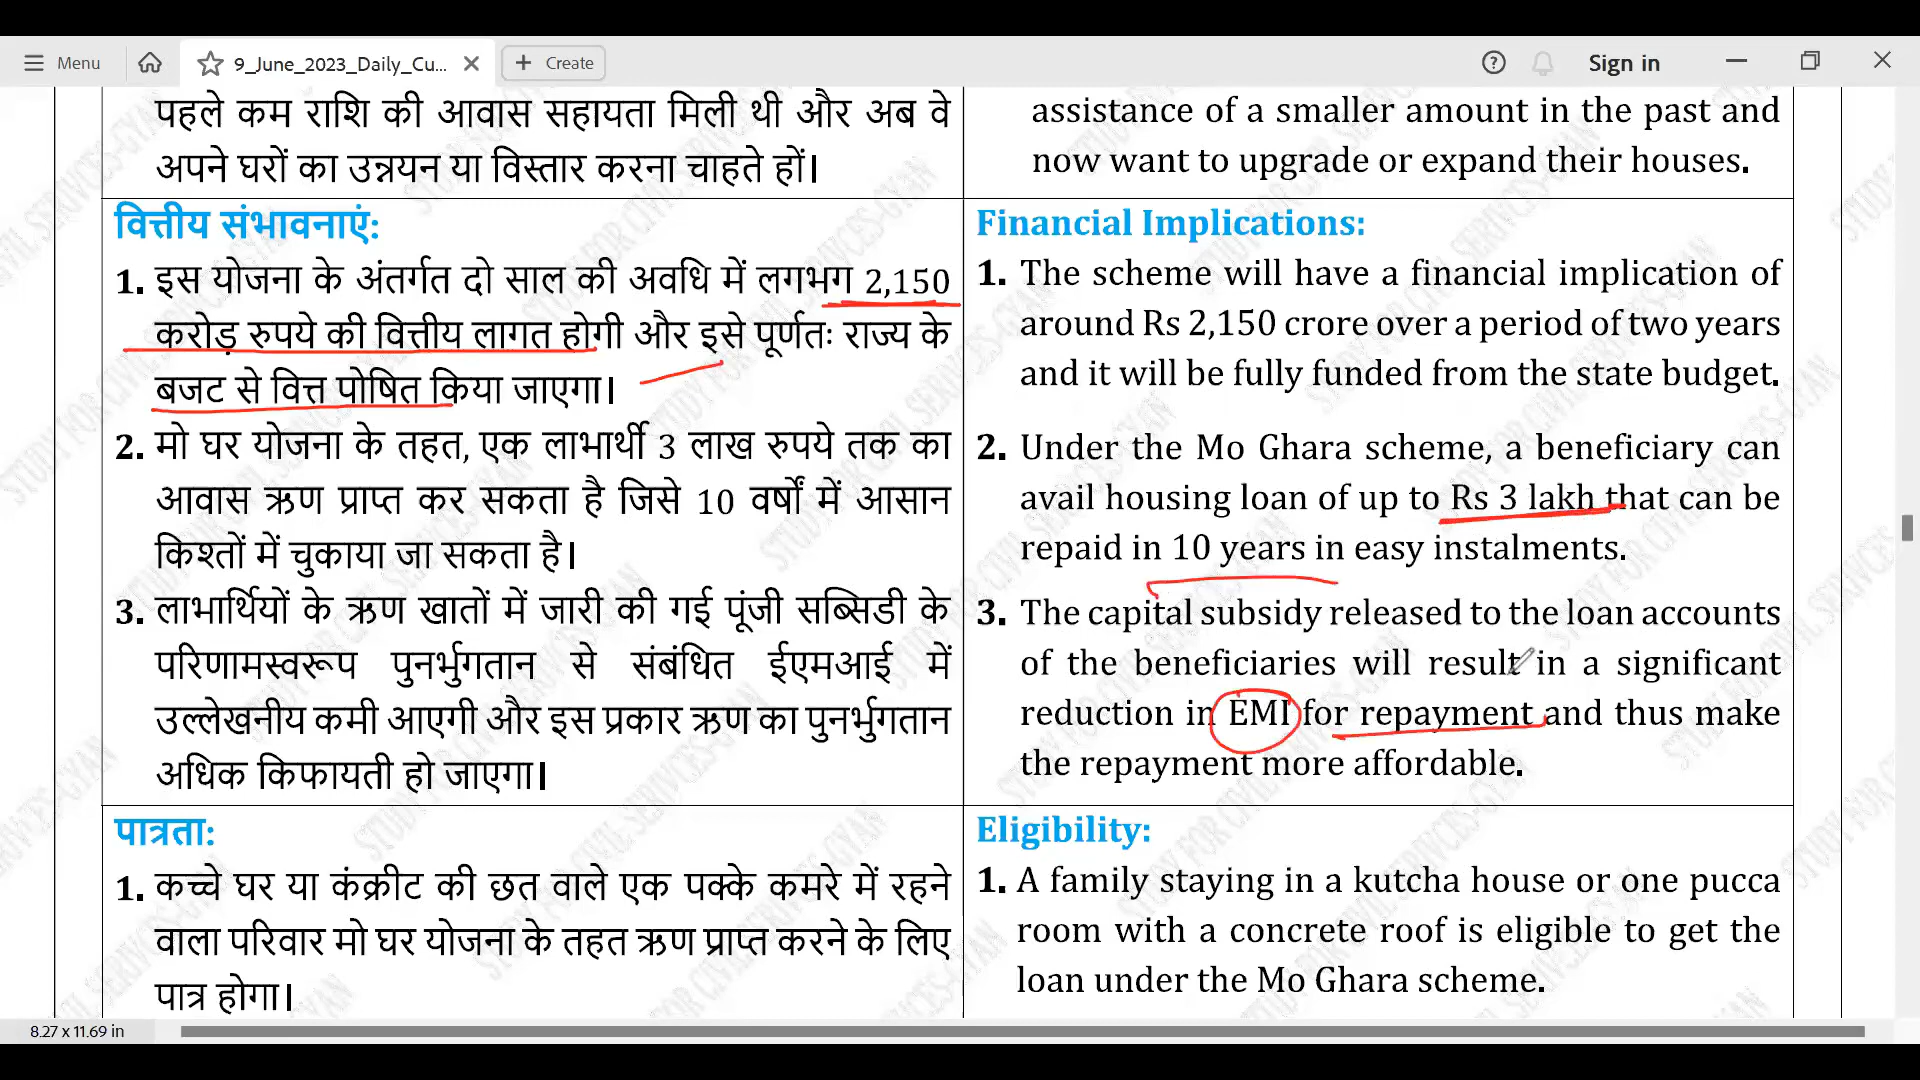 Menu
9_June_2023_Daily_Cu...
Create
Sign in
पहले कम राशि की आवास सहायता मिली थी और अब वे
अपने घरों का उन्नयन या विस्तार करना चाहते हों।
वित्तीय संभावनाएं:
1. इस योजना के अंतर्गत दो साल की अवधि में लगभग 2,150
करोड़ रुपये की वित्तीय लागत होगी और इसे पूर्णतः राज्य के
बजट से वित्त पोषित किया जाएगा।
2. मो घर योजना के तहत, एक लाभार्थी 3 लाख रुपये तक का
आवास ऋण प्राप्त कर सकता है जिसे 10 वर्षों में आसान
किश्तों में चुकाया जा सकता है।
3. लाभार्थियों के ऋण खातों में जारी की गई पूंजी सब्सिडी के
परिणामस्वरूप पुनर्भुगतान से संबंधित ईएमआई में
उल्लेखनीय कमी आएगी और इस प्रकार ऋण का पुनर्भुगतान
अधिक किफायती हो जाएगा।
पात्रता:
1. कच्चे घर या कंक्रीट की छत वाले एक पक्के कमरे में रहने
वाला परिवार मो घर योजना के तहत ऋण प्राप्त करने के लिए
पात्र होगा।
assistance of a smaller amount in the past and
now want to upgrade or expand their houses.
Financial Implications:
1. The scheme will have a financial implication of
around Rs 2,150 crore over a period of two years
and it will be fully funded from the state budget.
2. Under the Mo Ghara scheme, a beneficiary can
avail housing loan of up to Rs 3 lakh that can be
repaid in 10 years in easy instalments.
3. The capital subsidy released to the loan accounts
of the beneficiaries will result in a significant
reduction in EMI for repayment and thus make
the repayment more affordable.
Eligibility:
1. A family staying in a kutcha house or one pucca
room with a concrete roof is eligible to get the
loan under the Mo Ghara scheme.
8.27 x 11.69 in